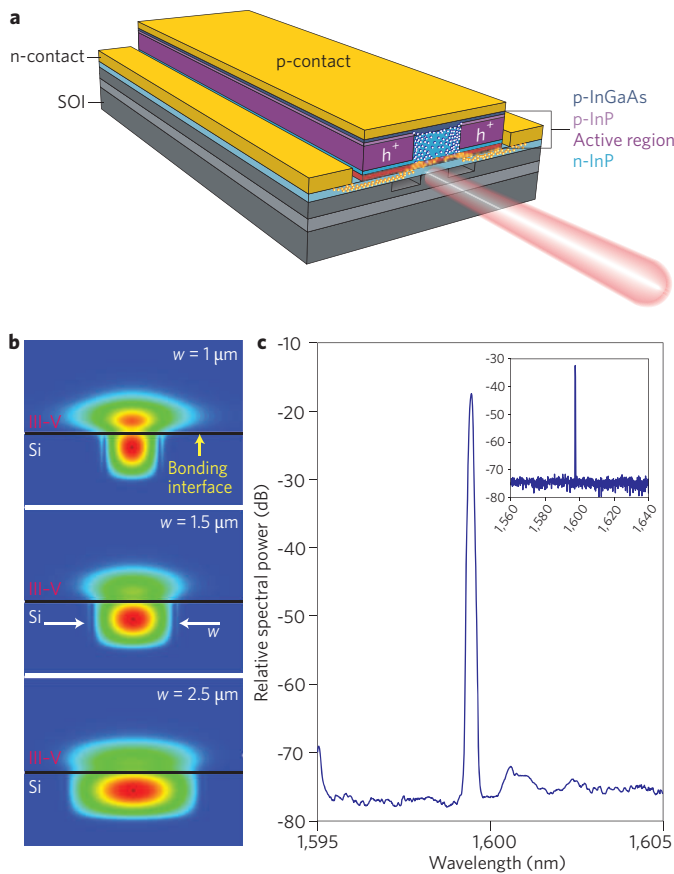 a
n-contact
p-contact
SOI
p-InGaAs
p-InP
Active region
n-InP
h+
h+
b
w = 1 μm
III–V
Si
Bonding
interface
w = 1.5 μm
III–V
Si
w
w = 2.5 μm
III–V
Si
c
Relative spectral power (dB)
-10
-20
-30
-40
-50
-60
-70
-80
1,595
1,600
1,605
Wavelength (nm)
-30
-40
-50
-60
-70
-80
1,560
1,580
1,600
1,620
1,640